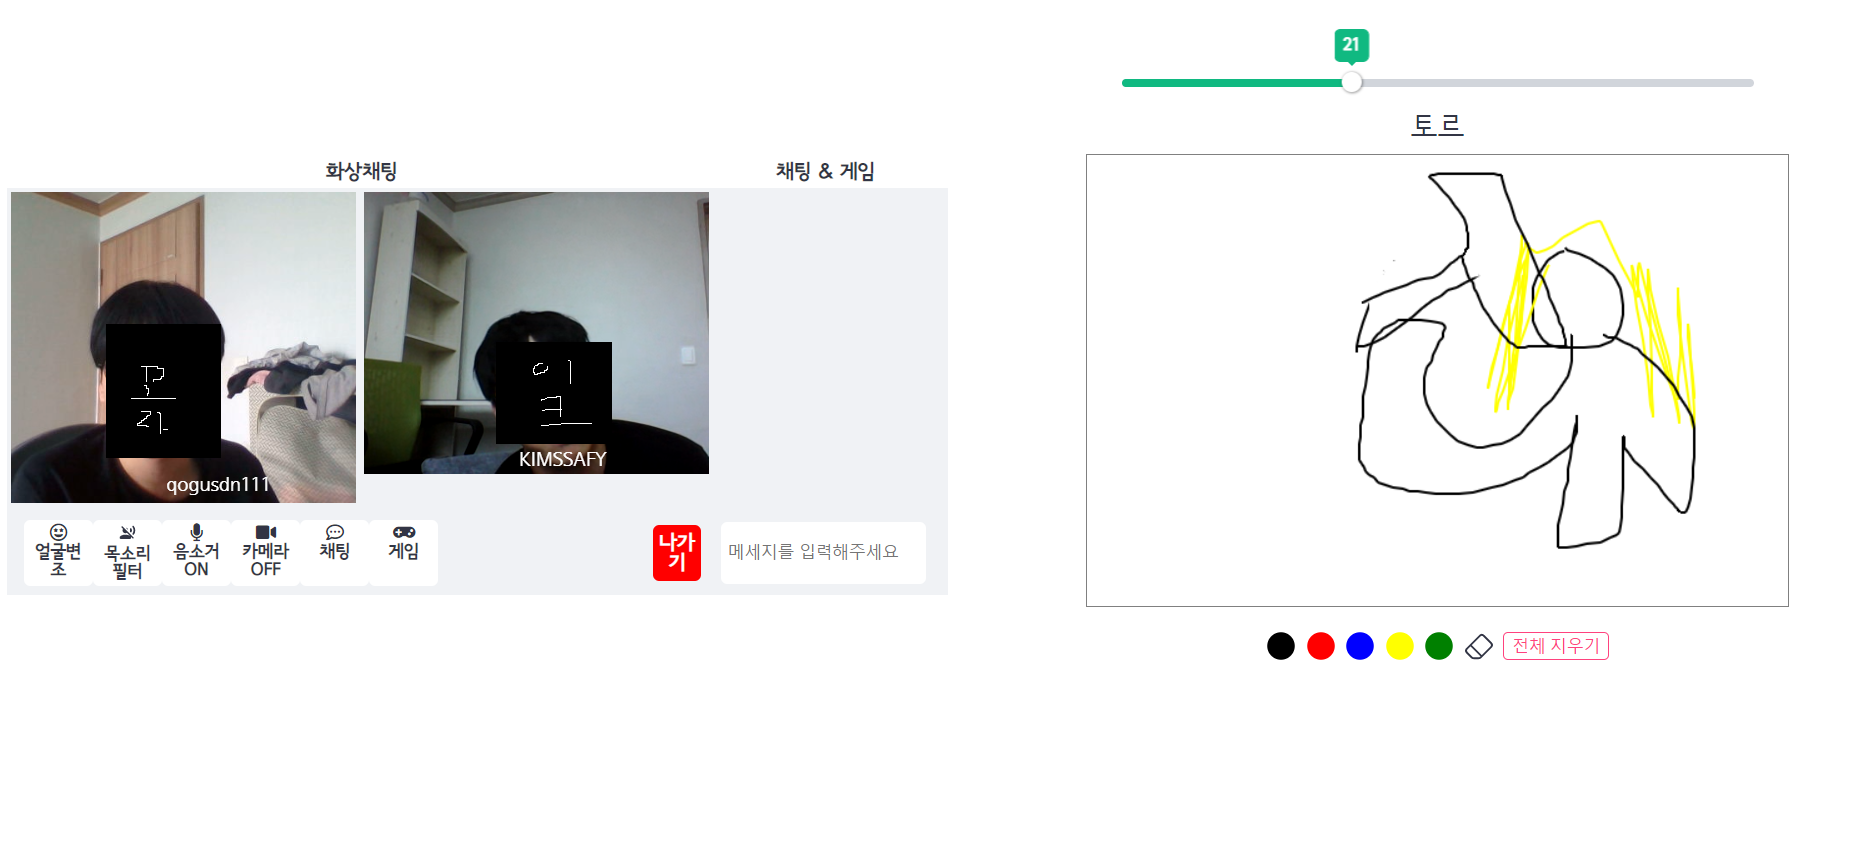 21
토르
화상채팅
채팅 & 게임
qogusdn111
KIMSSAFY
얼굴변
조
목소리
필터
음소거
ON
카메라
OFF
채팅
게임
나가
기
메세지를 입력해주세요
전체 지우기